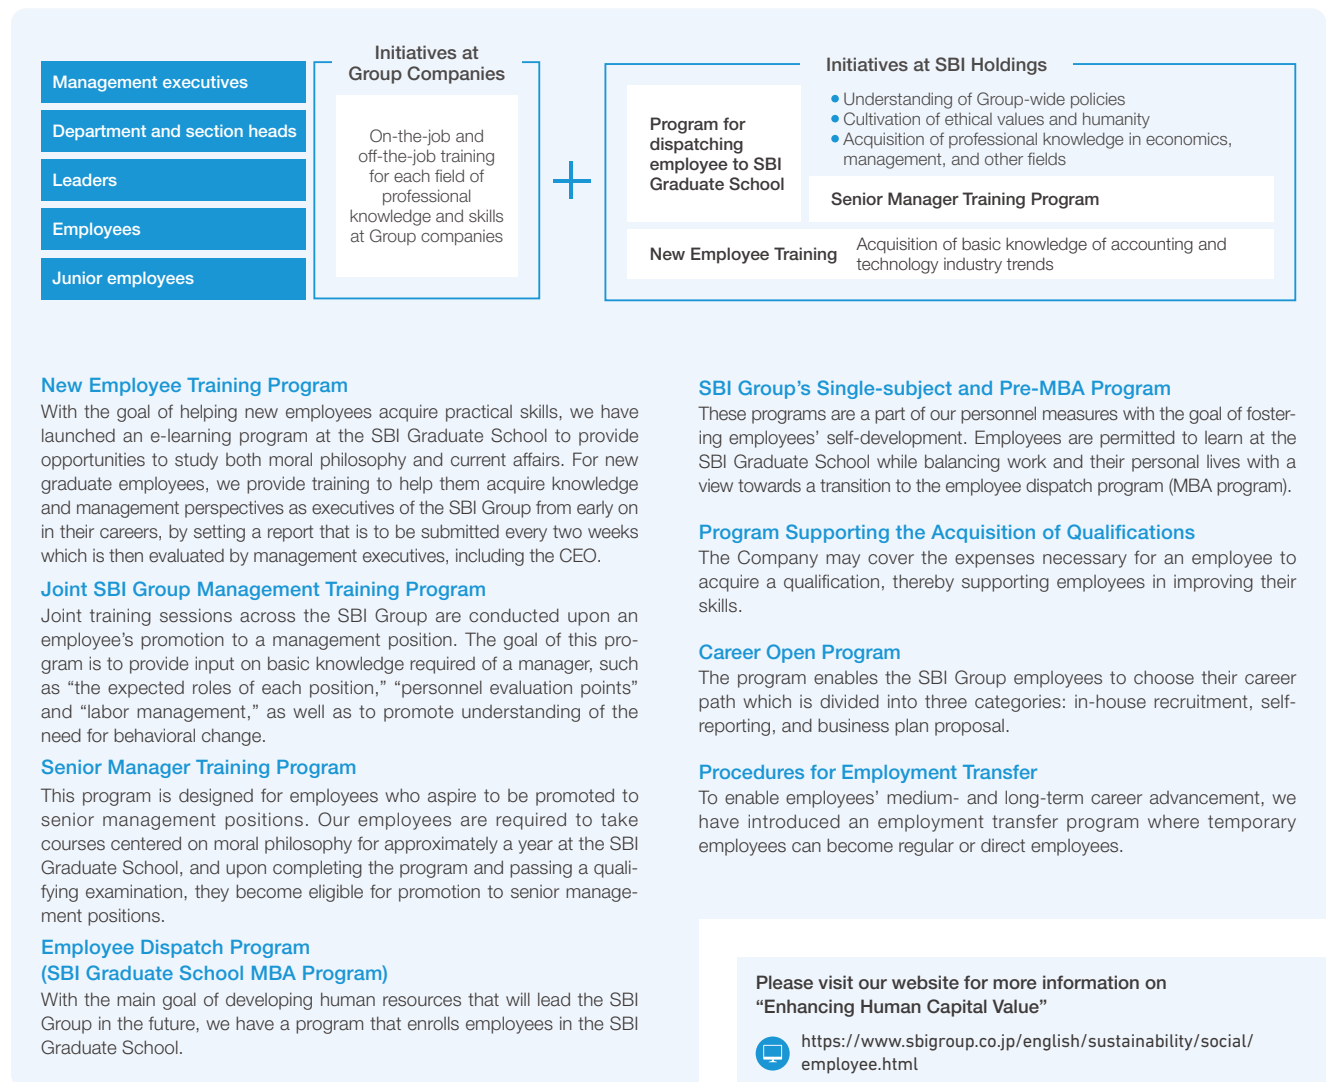 Management executives
Department and section heads
Leaders
Employees
Junior employees
Initiatives at
Group Companies
On-the-job and
off-the-job training
for each field of
professional
knowledge and skills
at Group companies
+
Initiatives at SBI Holdings
Program for
dispatching
employee to SBI
Graduate School
• Understanding of Group-wide policies
• Cultivation of ethical values and humanity
• Acquisition of professional knowledge in economics,
management, and other fields
Senior Manager Training Program
New Employee Training
Acquisition of basic knowledge of accounting and
technology industry trends
New Employee Training Program
With the goal of helping new employees acquire practical skills, we have
launched an e-learning program at the SBI Graduate School to provide
opportunities to study both moral philosophy and current affairs. For new
graduate employees, we provide training to help them acquire knowledge
and management perspectives as executives of the SBI Group from early on
in their careers, by setting a report that is to be submitted every two weeks
which is then evaluated by management executives, including the CEO.
Joint SBI Group Management Training Program
Joint training sessions across the SBI Group are conducted upon an
employee’s promotion to a management position. The goal of this pro-
gram is to provide input on basic knowledge required of a manager, such
as “the expected roles of each position,” “personnel evaluation points”
and “labor management,” as well as to promote understanding of the
need for behavioral change.
Senior Manager Training Program
This program is designed for employees who aspire to be promoted to
senior management positions. Our employees are required to take
courses centered on moral philosophy for approximately a year at the SBI
Graduate School, and upon completing the program and passing a quali-
fying examination, they become eligible for promotion to senior manage-
ment positions.
Employee Dispatch Program
(SBI Graduate School MBA Program)
With the main goal of developing human resources that will lead the SBI
Group in the future, we have a program that enrolls employees in the SBI
Graduate School.
SBI Group’s Single-subject and Pre-MBA Program
These programs are a part of our personnel measures with the goal of foster-
ing employees’ self-development. Employees are permitted to learn at the
SBI Graduate School while balancing work and their personal lives with a
view towards a transition to the employee dispatch program (MBA program).
Program Supporting the Acquisition of Qualifications
The Company may cover the expenses necessary for an employee to
acquire a qualification, thereby supporting employees in improving their
skills.
Career Open Program
The program enables the SBI Group employees to choose their career
path which is divided into three categories: in-house recruitment, self-
reporting, and business plan proposal.
Procedures for Employment Transfer
To enable employees’ medium- and long-term career advancement, we
have introduced an employment transfer program where temporary
employees can become regular or direct employees.
Please visit our website for more information on
“Enhancing Human Capital Value”
https://www.sbigroup.co.jp/english/sustainability/social/
employee.html